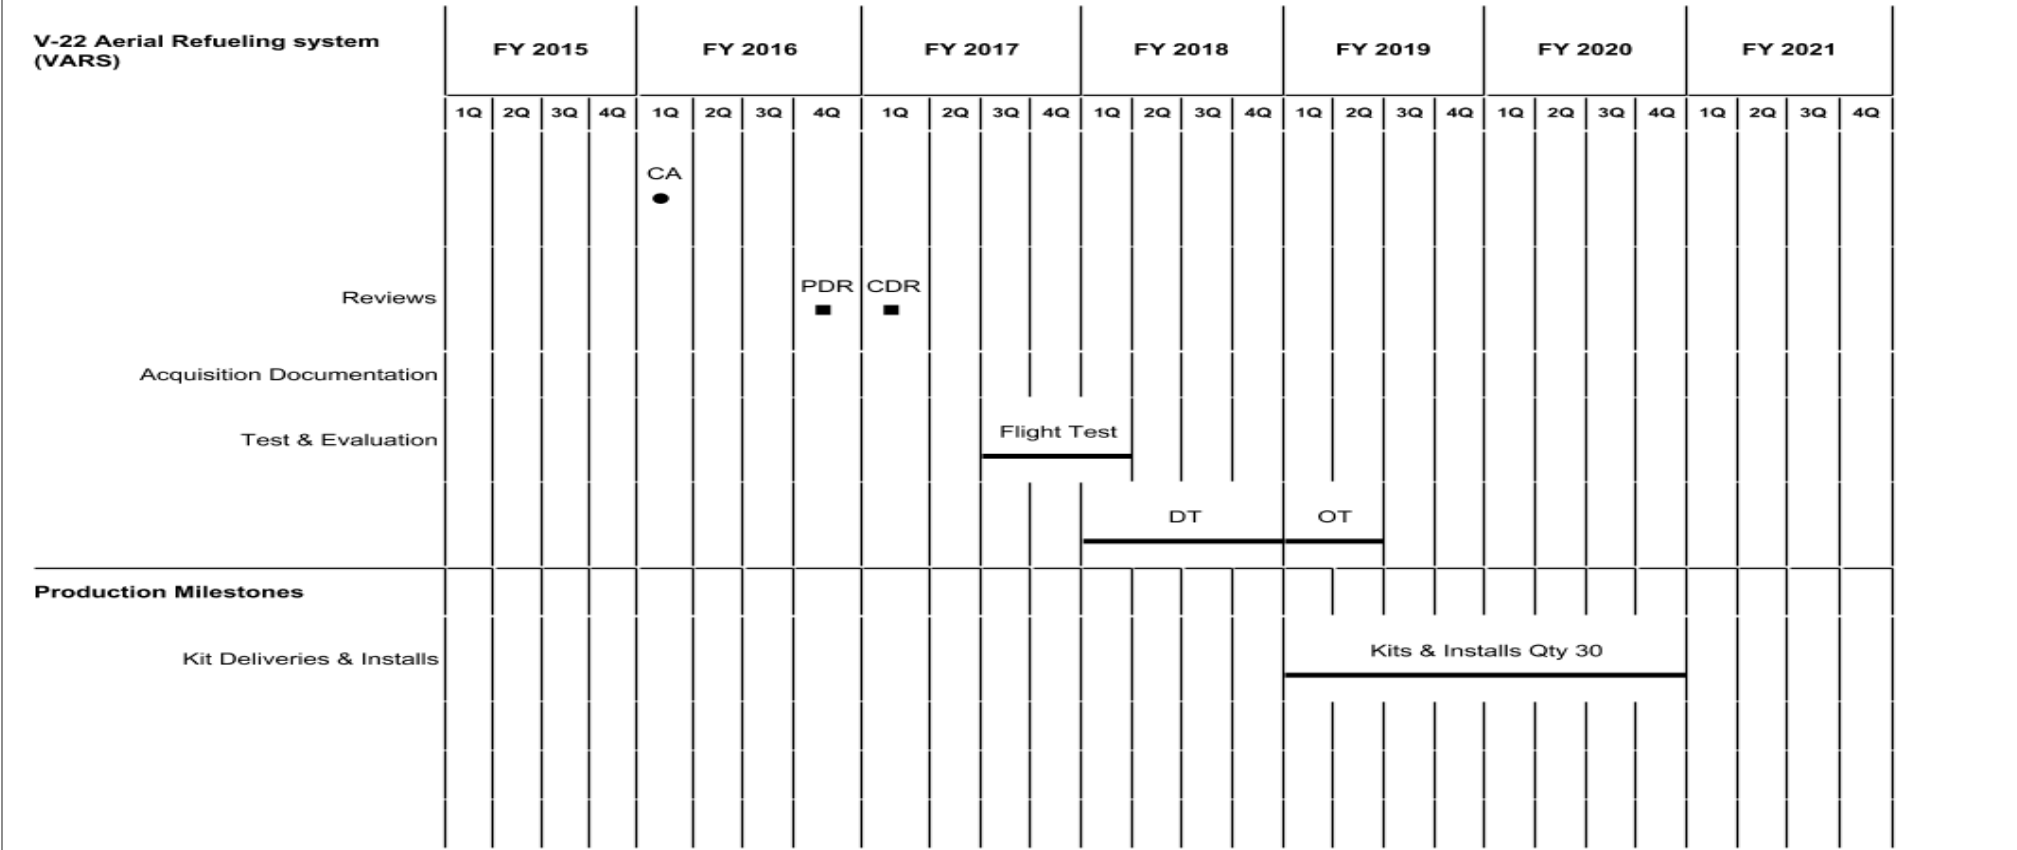 V-22 Aerial Refueling system
(VARS)
FY 2015 FY 2016 FY 2017 FY 2018 FY 2019 FY 2020 FY 2021
1Q 2Q 3Q 4Q 1Q 2Q 3Q 4Q 1Q 2Q 3Q 4Q 1Q 2Q 3Q 4Q 1Q 2Q 3Q 4Q 1Q 2Q 3Q 4Q 1Q 2Q 3Q 4Q
CA
PDR CDR
Reviews
Acquisition Documentation
Flight Test
Test & Evaluation
DT OT
Production Milestones
Kits & Installs Qty 30
Kit Deliveries & Installs